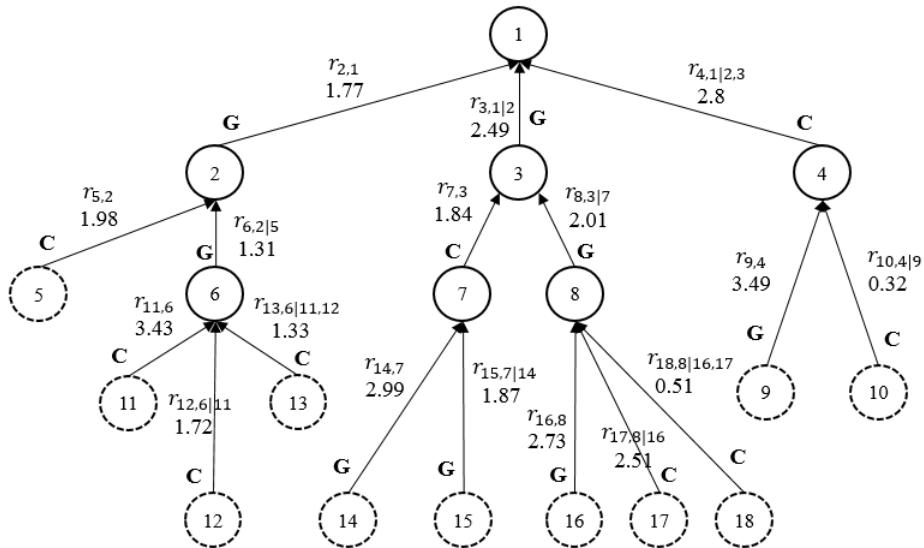 1
r₂,₁
1.77
r₃,₁|₂
2.49
r₄,₁|₂,₃
2.8
G
G
C
2
3
4
r₅,₂
1.98
r₆,₂|₅
1.31
r₇,₃
1.84
r₈,₃|₇
2.01
r₉,₄
3.49
r₁₀,₄|₉
0.32
C
G
C
G
G
C
5
6
7
8
9
10
r₁₁,₆
3.43
r₁₃,₆|₁₁,₁₂
1.33
r₁₂,₆|₁₁
1.72
r₁₄,₇
2.99
r₁₅,₇|₁₄
1.87
r₁₆,₈
2.73
r₁₇,₈|₁₆
2.51
r₁₈,₈|₁₆,₁₇
0.51
C
C
11
13
C
G
G
G
C
C
12
14
15
16
17
18